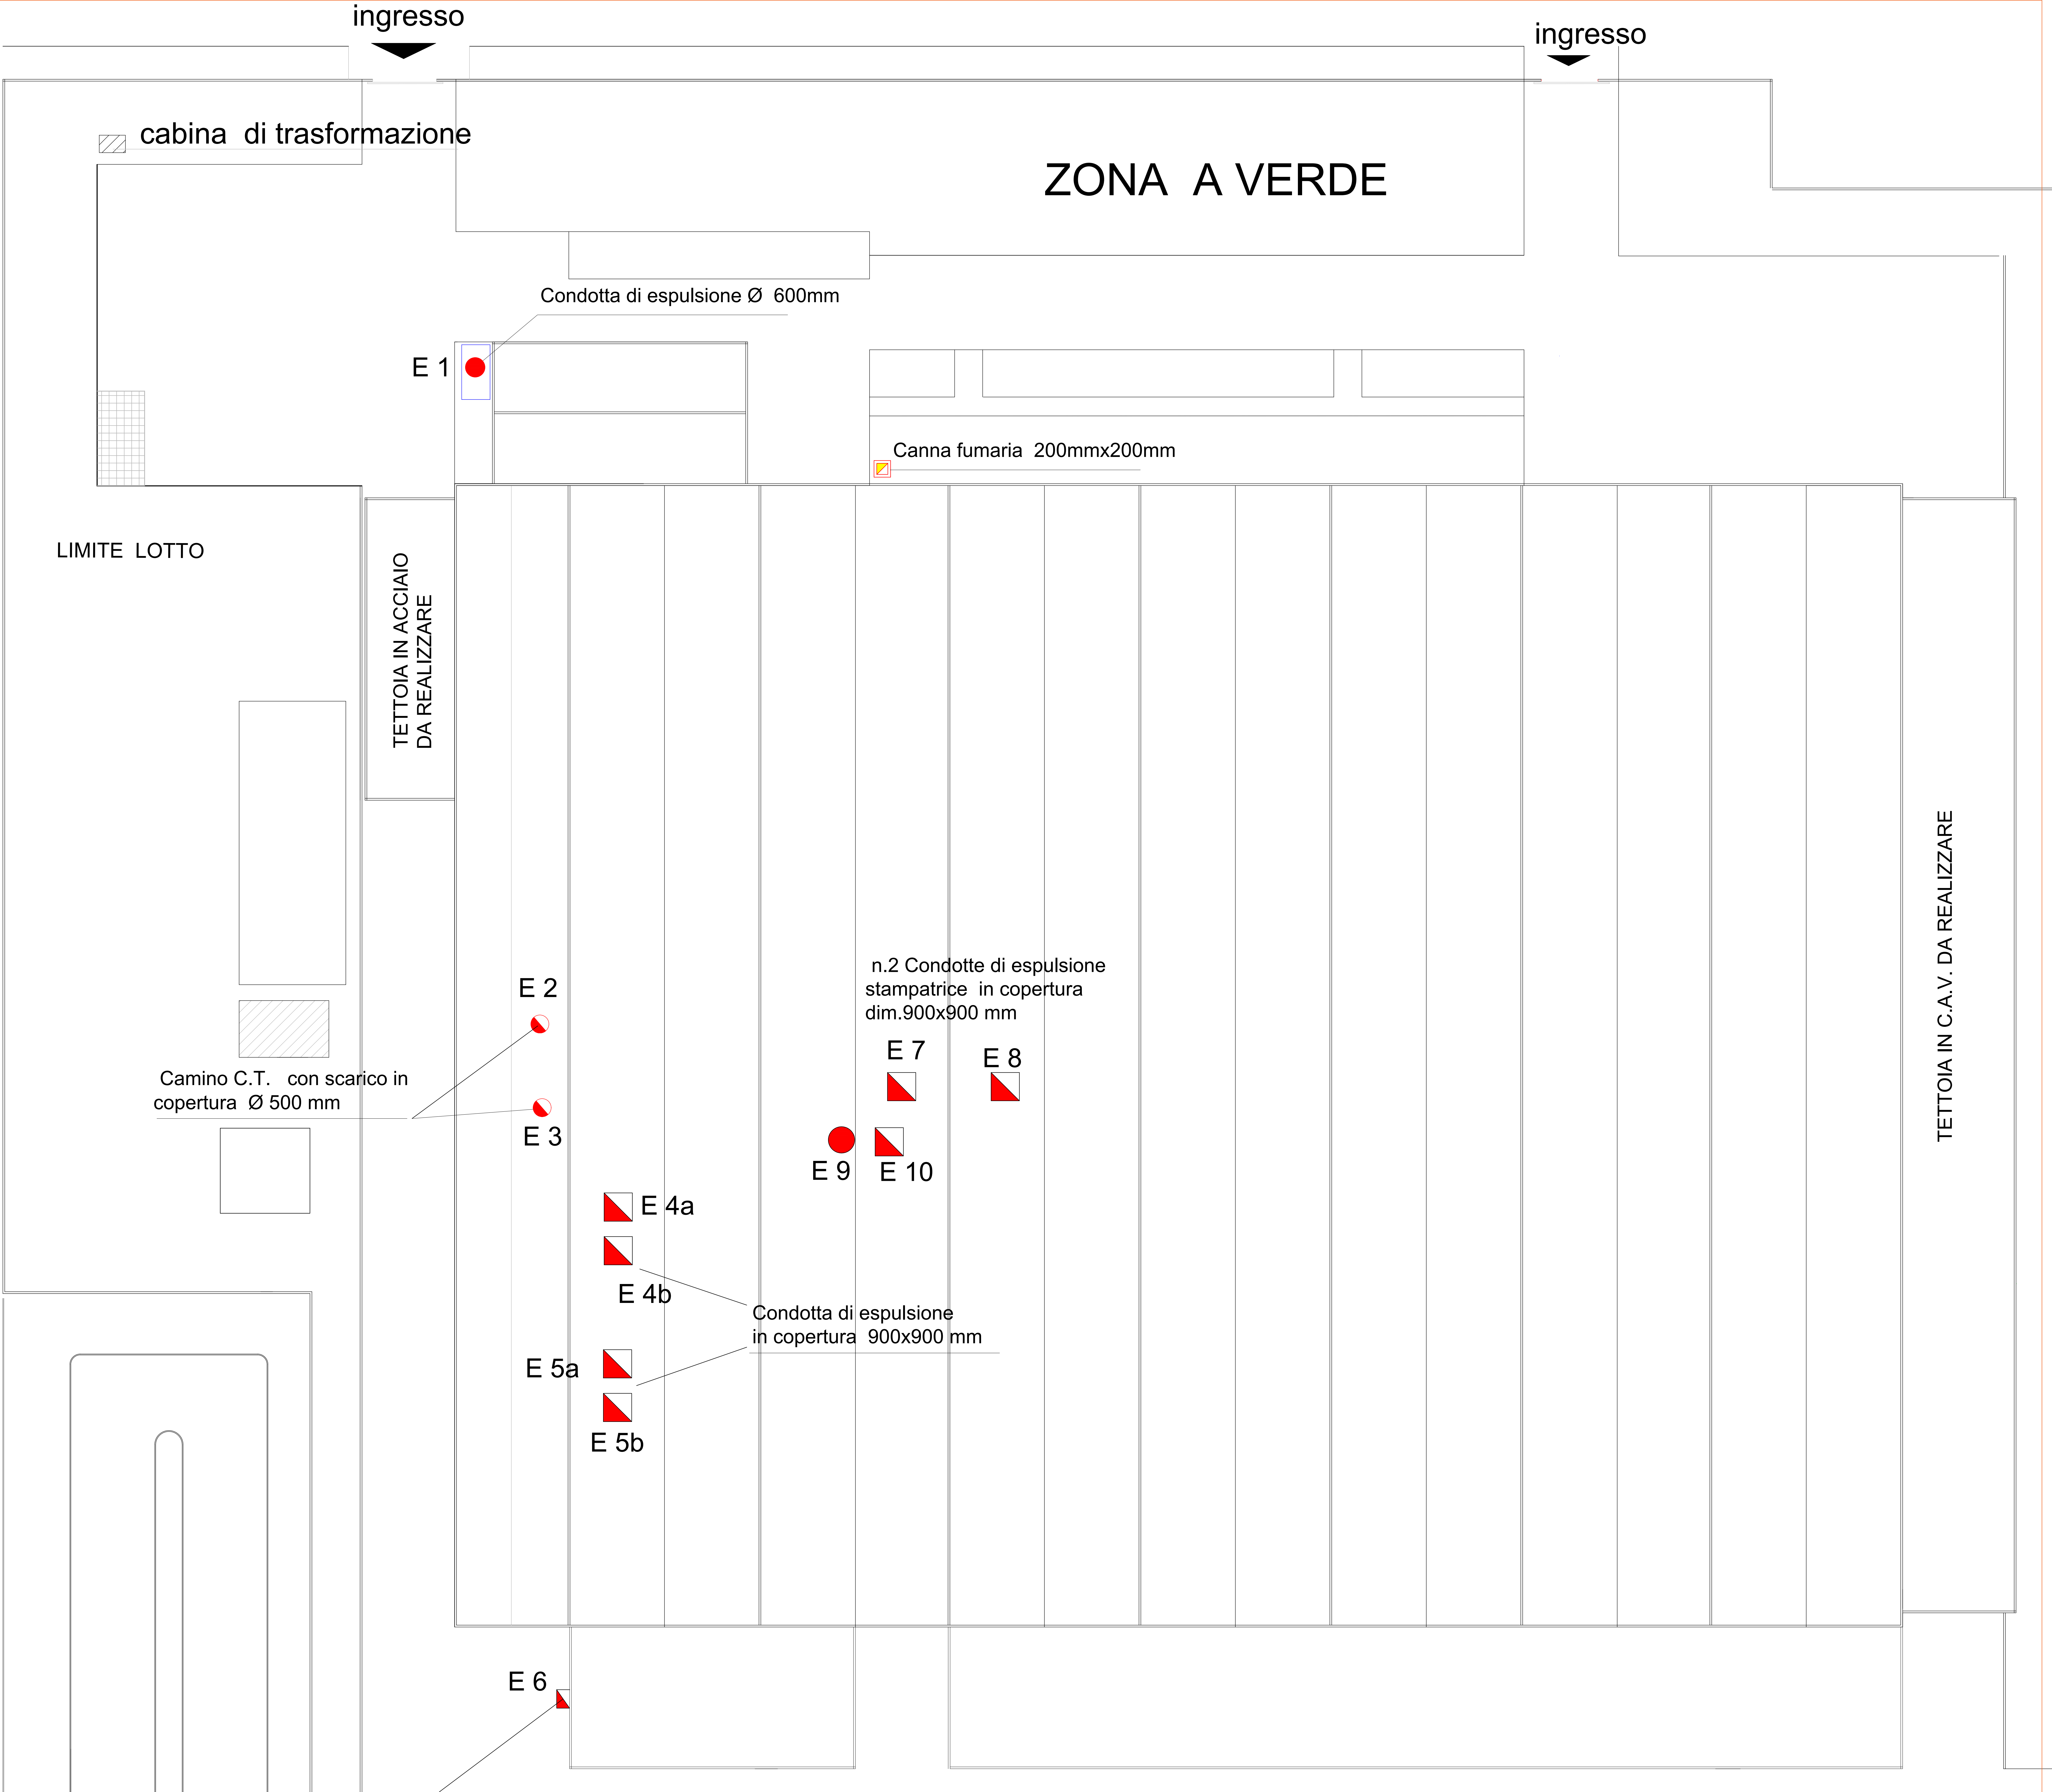 ingresso
ingresso
cabina di trasformazione
ZONA A VERDE
Condotta di espulsione Ø 600mm
E 1
Canna fumaria 200mmx200mm
LIMITE LOTTO
TETTOIA IN ACCIAIO
DA REALIZZARE
TETTOIA IN C.A.V. DA REALIZZARE
n.2 Condotte di espulsione
stampatrice in copertura
dim.900x900 mm
E 2
E 7
E 8
Camino C.T. con scarico in
copertura Ø 500 mm
E 3
E 9
E 10
E 4a
E 4b
Condotta di espulsione
in copertura 900x900 mm
E 5a
E 5b
E 6